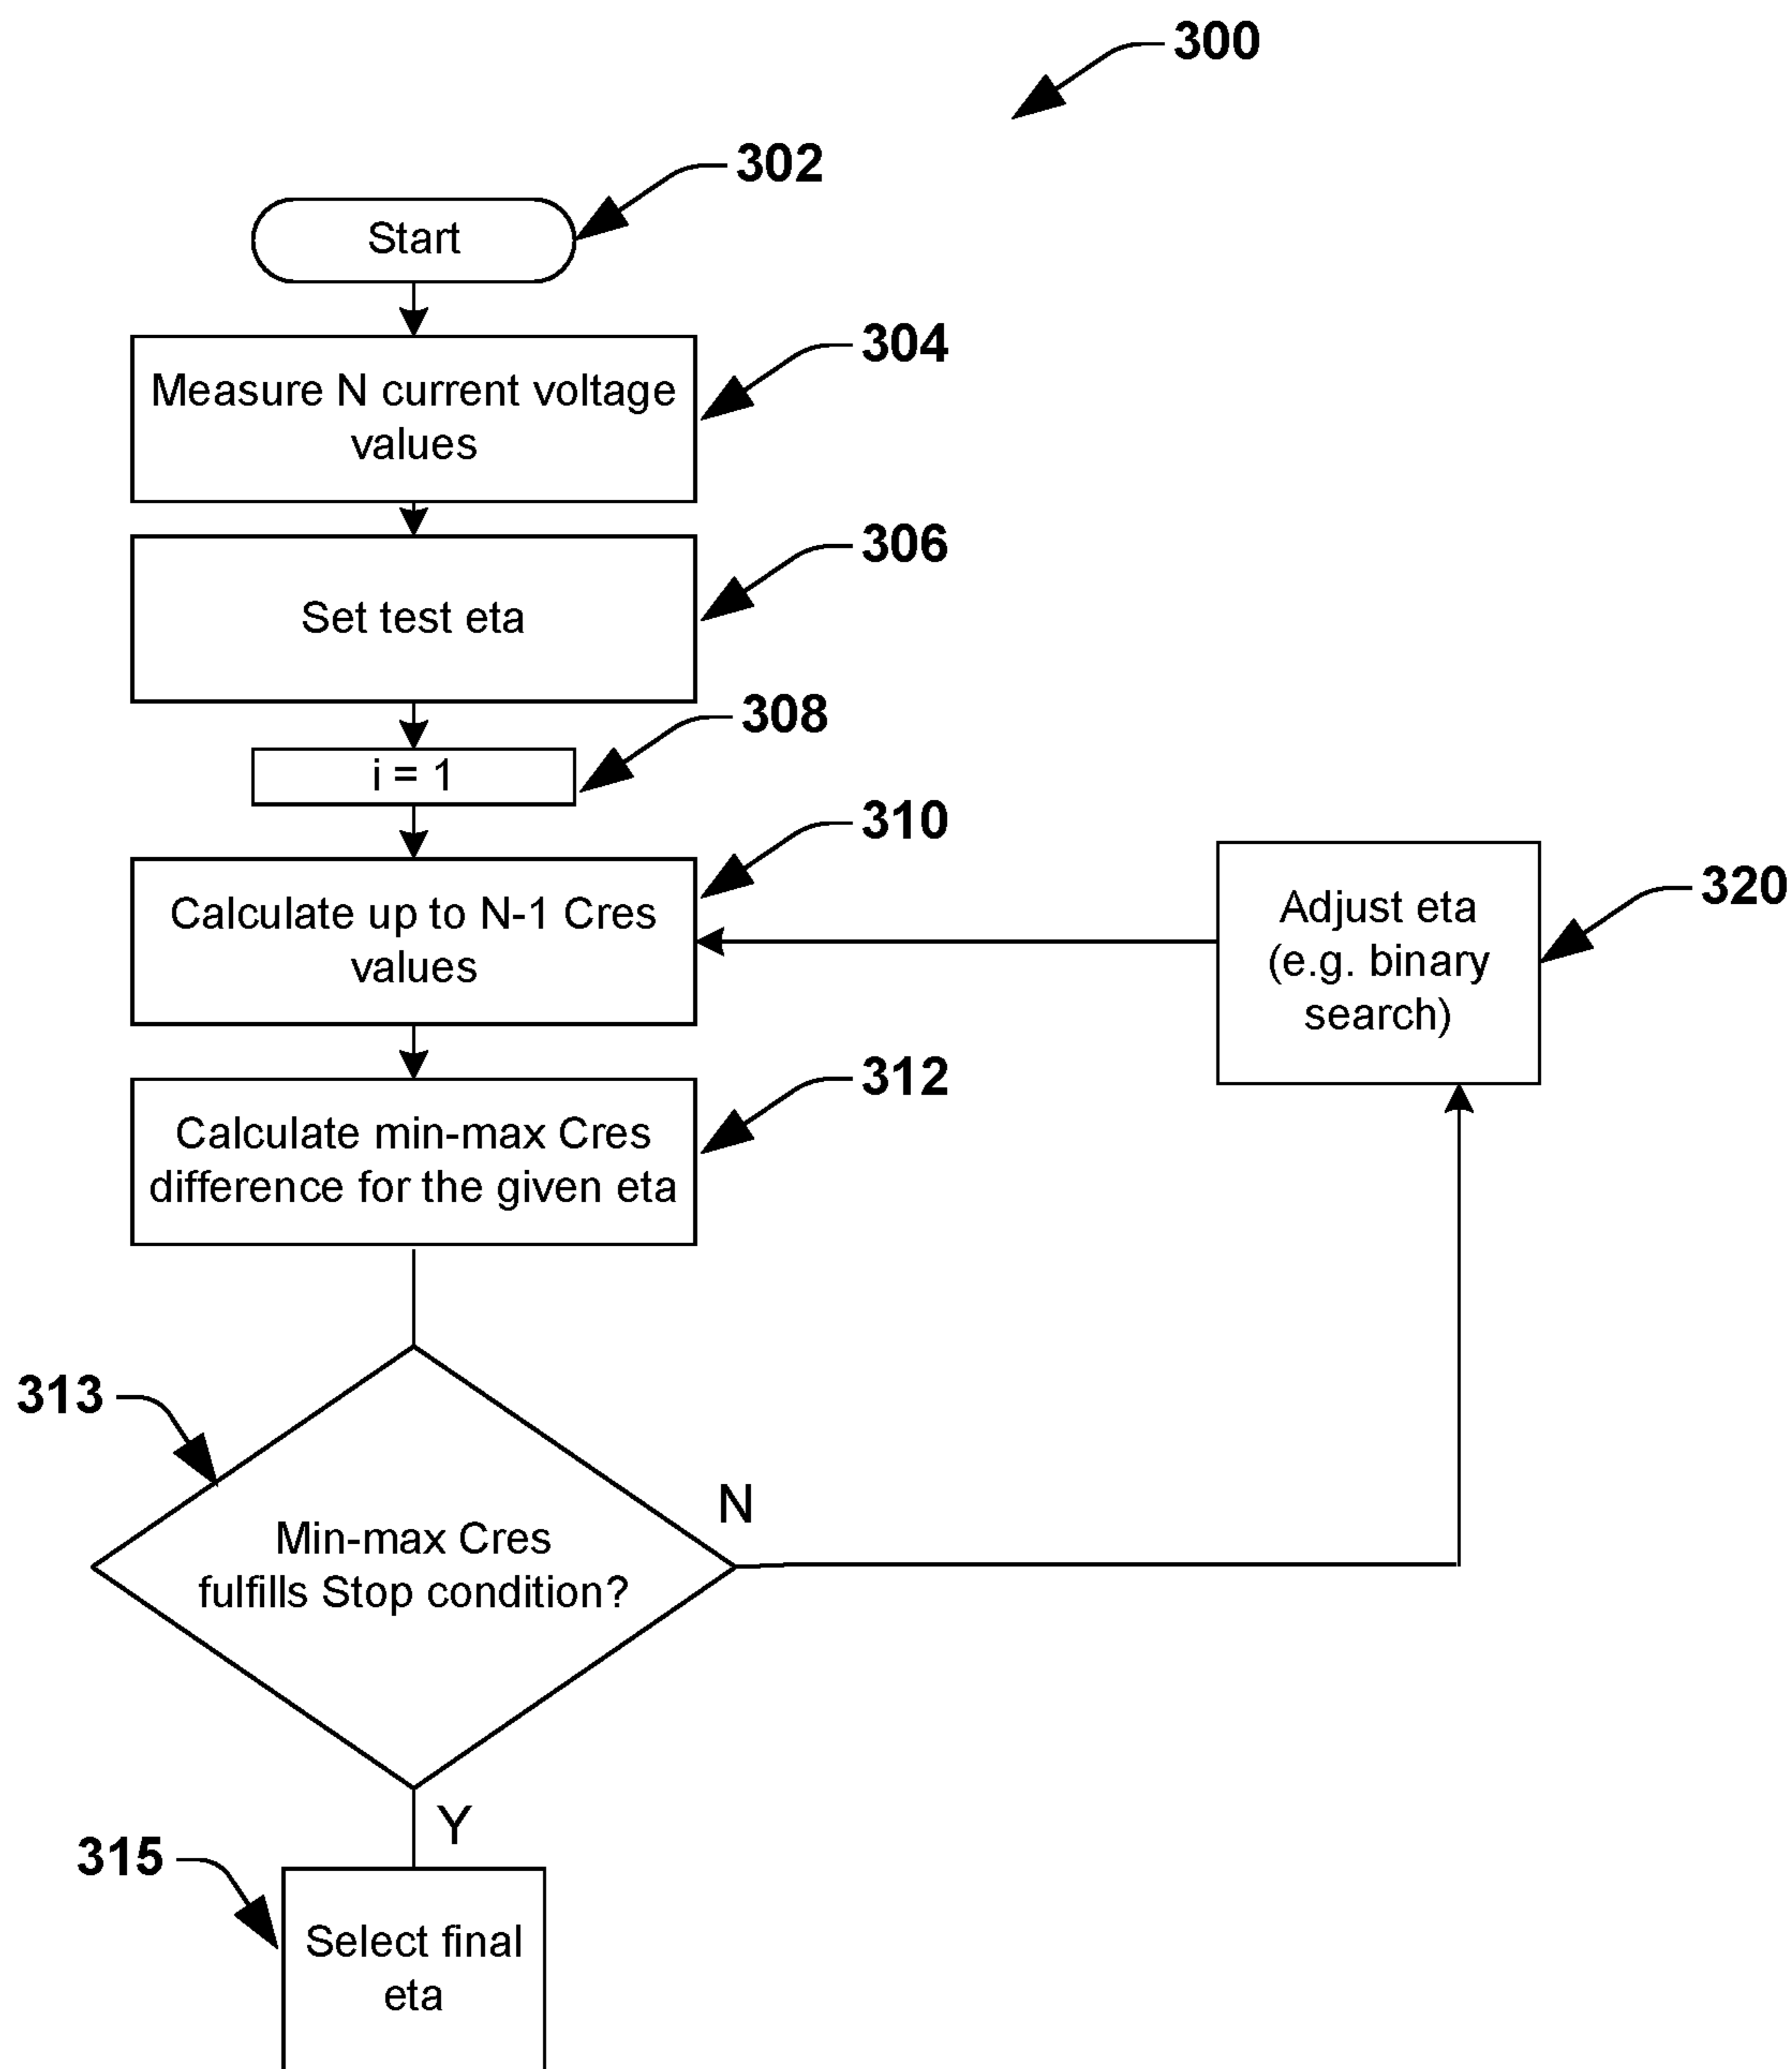 300
302
Start
304
Measure N current voltage
values
306
Set test eta
308
i = 1
310
Calculate up to N-1 Cres
values
320
Adjust eta
(e.g. binary
search)
312
Calculate min-max Cres
difference for the given eta
313
N
Min-max Cres
fulfills Stop condition?
Y
315
Select final
eta